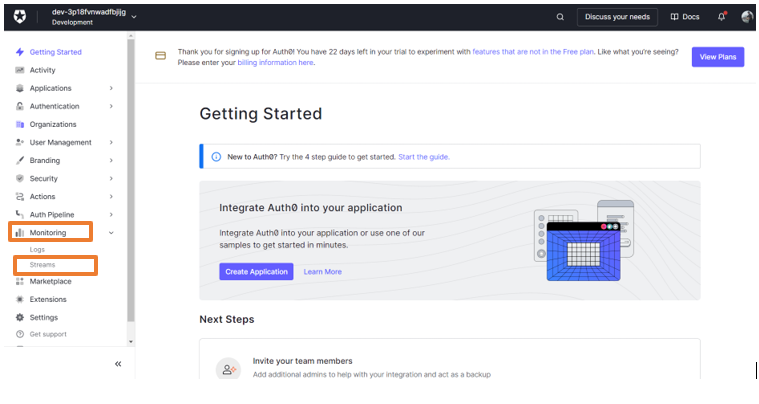 dev-3p18fvnwadfbjijg
Development
Discuss your needs
Docs
Getting Started
Activity
Applications
Authentication
Organizations
User Management
Branding
Security
Actions
Auth Pipeline
Monitoring
Logs
Streams
Marketplace
Extensions
Settings
Get support
Thank you for signing up for Auth0! You have 22 days left in your trial to experiment with features that are not in the Free plan. Like what you're seeing?
Please enter your billing information here.
View Plans
Getting Started
New to Auth0? Try the 4 step guide to get started. Start the guide.
Integrate Auth0 into your application
Integrate Auth0 into your application or use one of our
samples to get started in minutes.
Create Application
Learn More
Next Steps
Invite your team members
Add additional admins to help with your integration and act as a backup